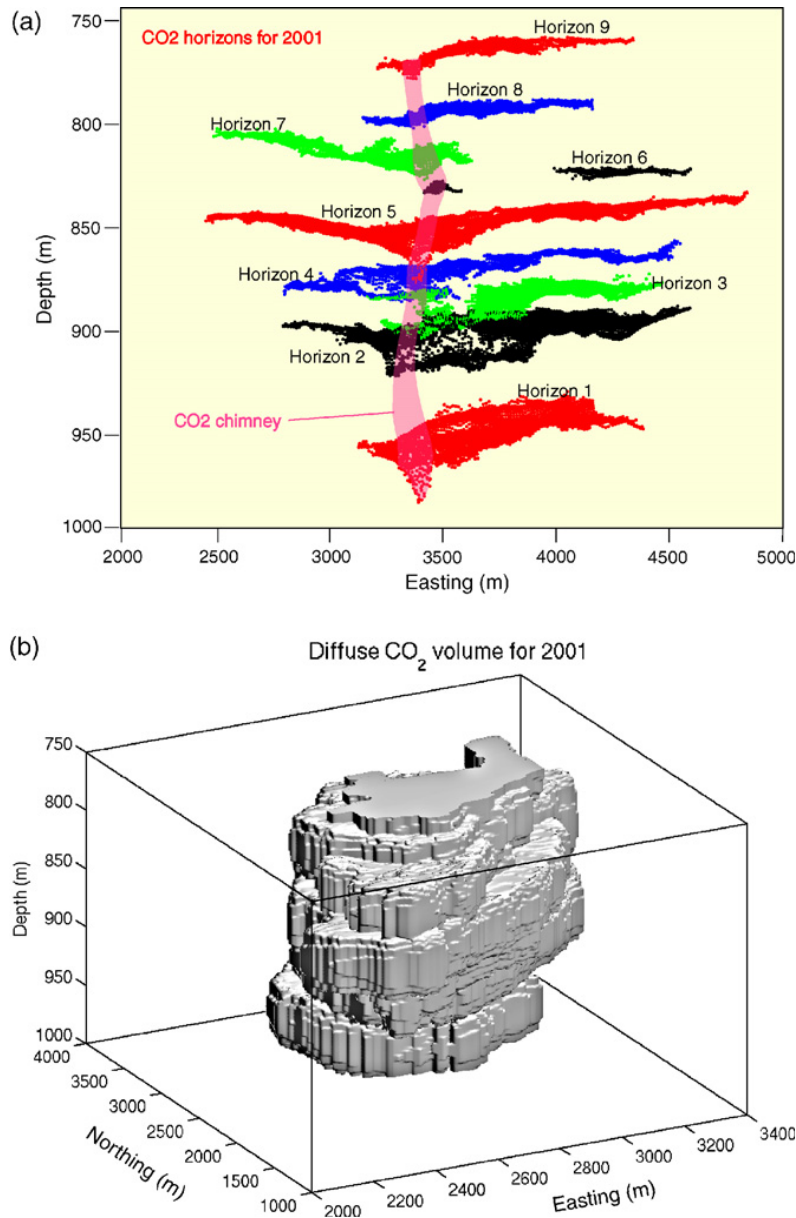 (a)
CO2 horizons for 2001
Horizon 9
Horizon 8
Horizon 7
Horizon 6
Horizon 5
Horizon 4
Horizon 3
Horizon 2
Horizon 1
CO2 chimney
Depth (m)
750
800
850
900
950
1000
2000 2500 3000 3500 4000 4500 5000
Easting (m)
(b)
Diffuse CO2 volume for 2001
Depth (m)
750
800
850
900
950
1000
4000
3500
3000
2500
2000
1500
1000
Northing (m)
2000 2200 2400 2600 2800 3000 3200 3400
Easting (m)